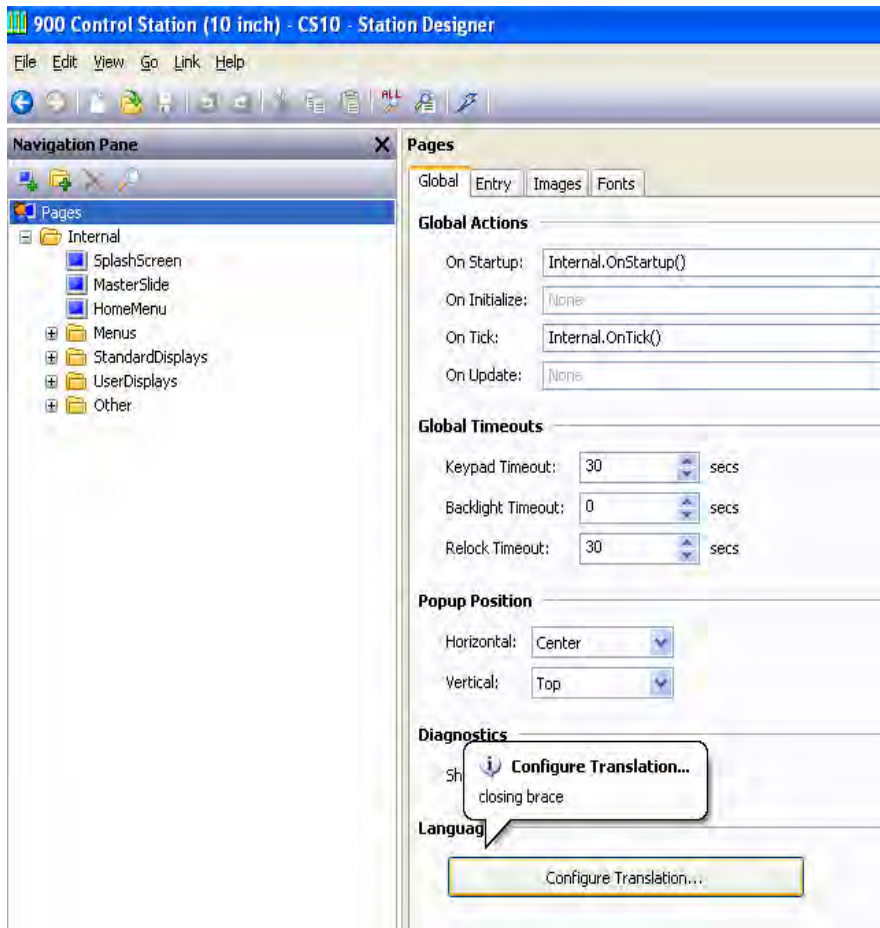 900 Control Station (10 inch) - CS10 - Station Designer
File Edit View Go Link Help
ALL
Navigation Pane
Pages
Internal
SplashScreen
MasterSlide
HomeMenu
Menus
StandardDisplays
UserDisplays
Other
Pages
Global Entry Images Fonts
Global Actions
On Startup: Internal.OnStartup()
On Initialize: None
On Tick: Internal.OnTick()
On Update: None
Global Timeouts
Keypad Timeout: 30 secs
Backlight Timeout: 0 secs
Relock Timeout: 30 secs
Popup Position
Horizontal: Center
Vertical: Top
Diagnostics
Sh
Configure Translation...
closing brace
Languag
Configure Translation...